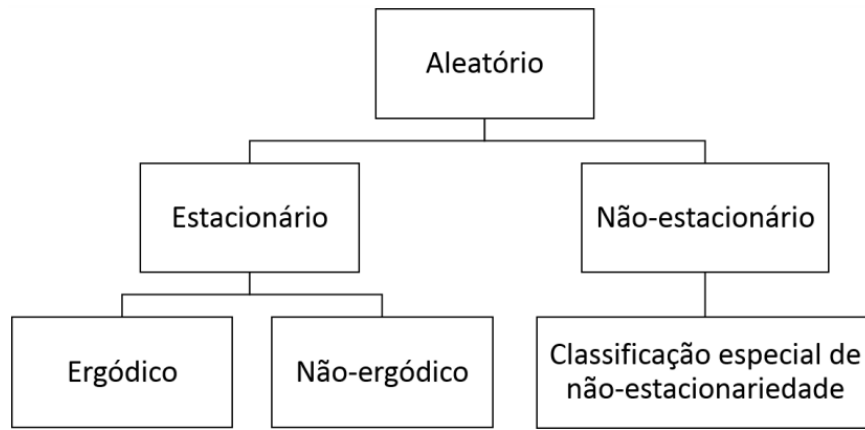 Aleatório
Estacionário
Não-estacionário
Ergódico
Não-ergódico
Classificação especial de
não-estacionariedade